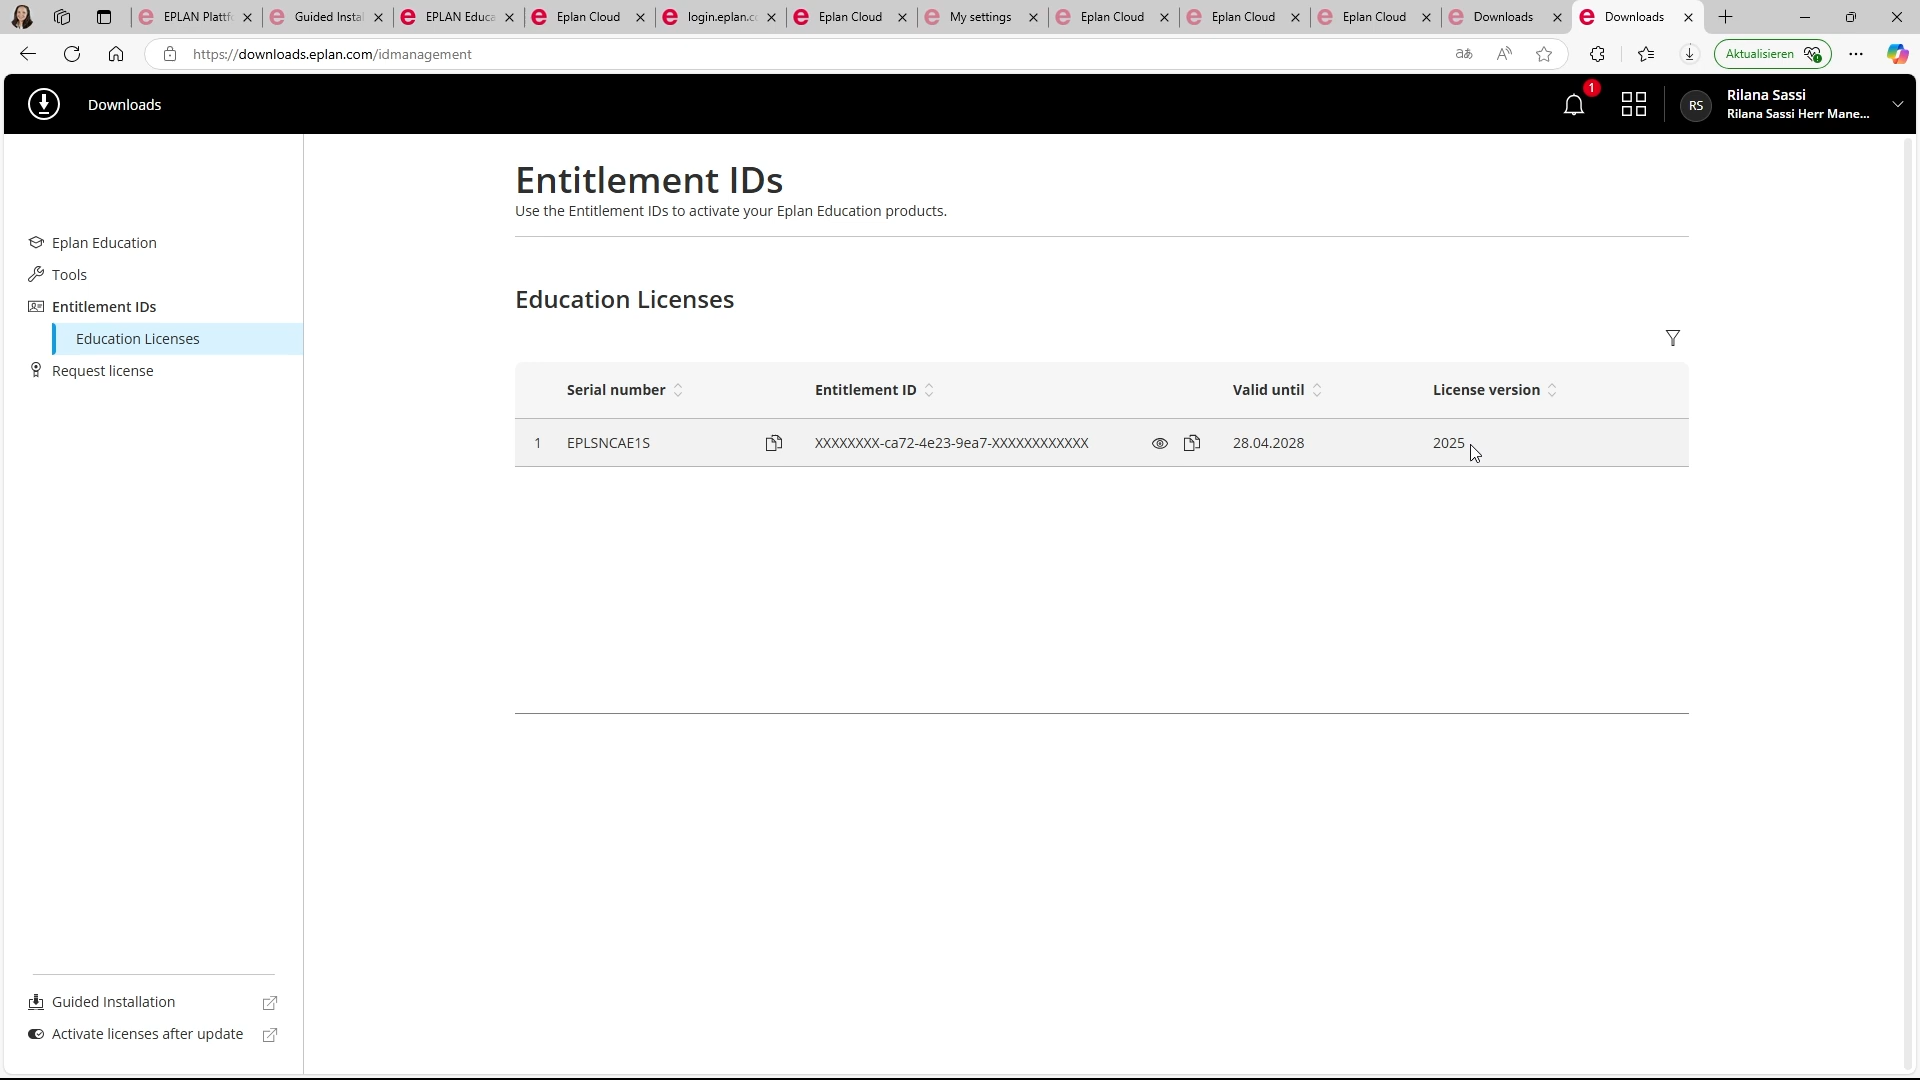 EPLAN Plattf
Guided Instal
EPLAN Educa
Eplan Cloud
login.eplan.c
Eplan Cloud
My settings
Eplan Cloud
Eplan Cloud
Eplan Cloud
Downloads
Downloads
https://downloads.eplan.com/idmanagement
Aktualisieren
Downloads
1
RS
Rilana Sassi
Rilana Sassi Herr Mane...
Entitlement IDs
Use the Entitlement IDs to activate your Eplan Education products.
Eplan Education
Tools
Entitlement IDs
Education Licenses
Request license
Education Licenses
Serial number Entitlement ID Valid until License version
1 EPLSNCAE1S XXXXXXXX-ca72-4e23-9ea7-XXXXXXXXXXXX 28.04.2028 2025
Guided Installation
Activate licenses after update